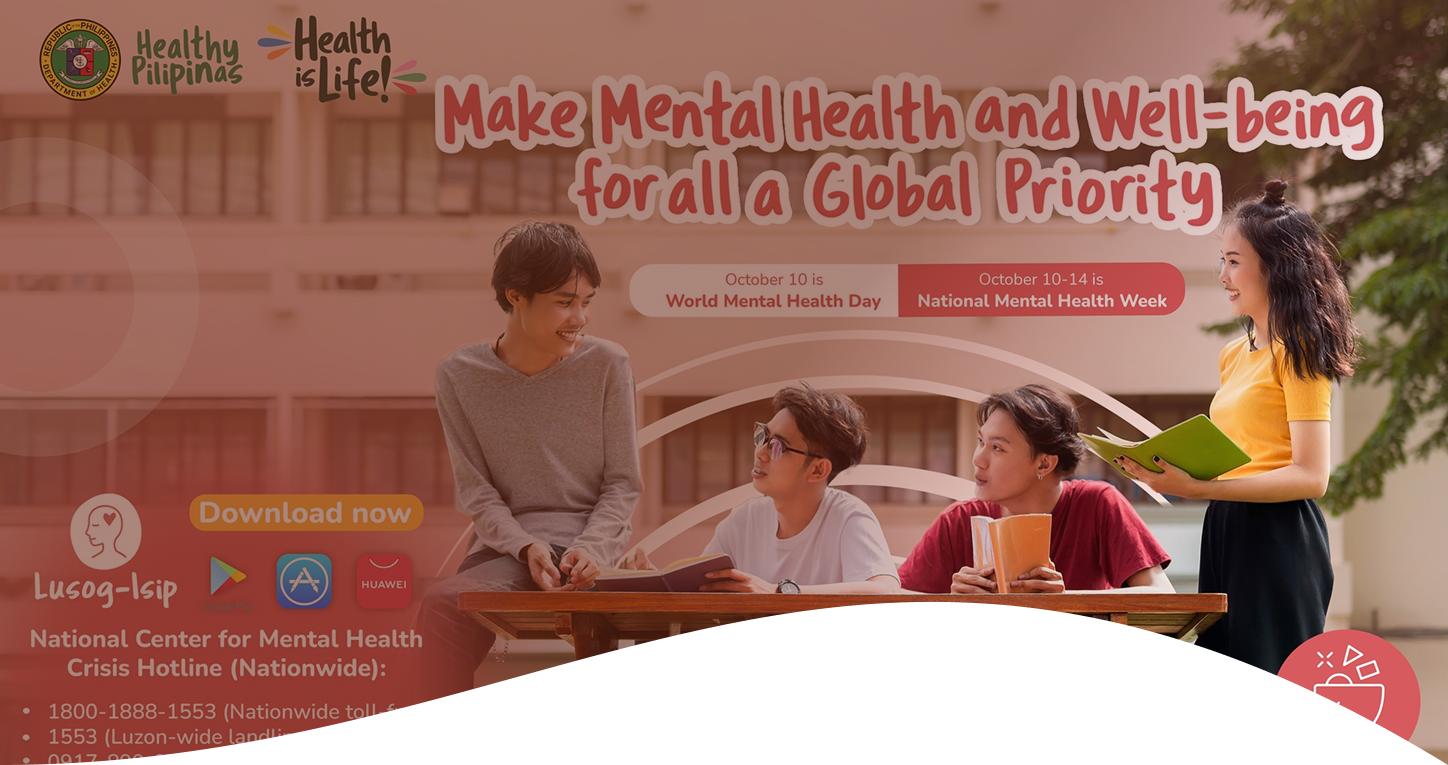 REPUBLIC OF THE PHILIPPINES
DEPARTMENT OF HEALTH
Healthy
Pilipinas
Health
is Life!
Make Mental Health and Well-being
for all a Global Priority
October 10 is
World Mental Health Day
October 10-14 is
National Mental Health Week
Download now
Lusog-Isip
HUAWEI
National Center for Mental Health
Crisis Hotline (Nationwide):
• 1800-1888-1553 (Nationwide
• 1553 (Luzon-wide